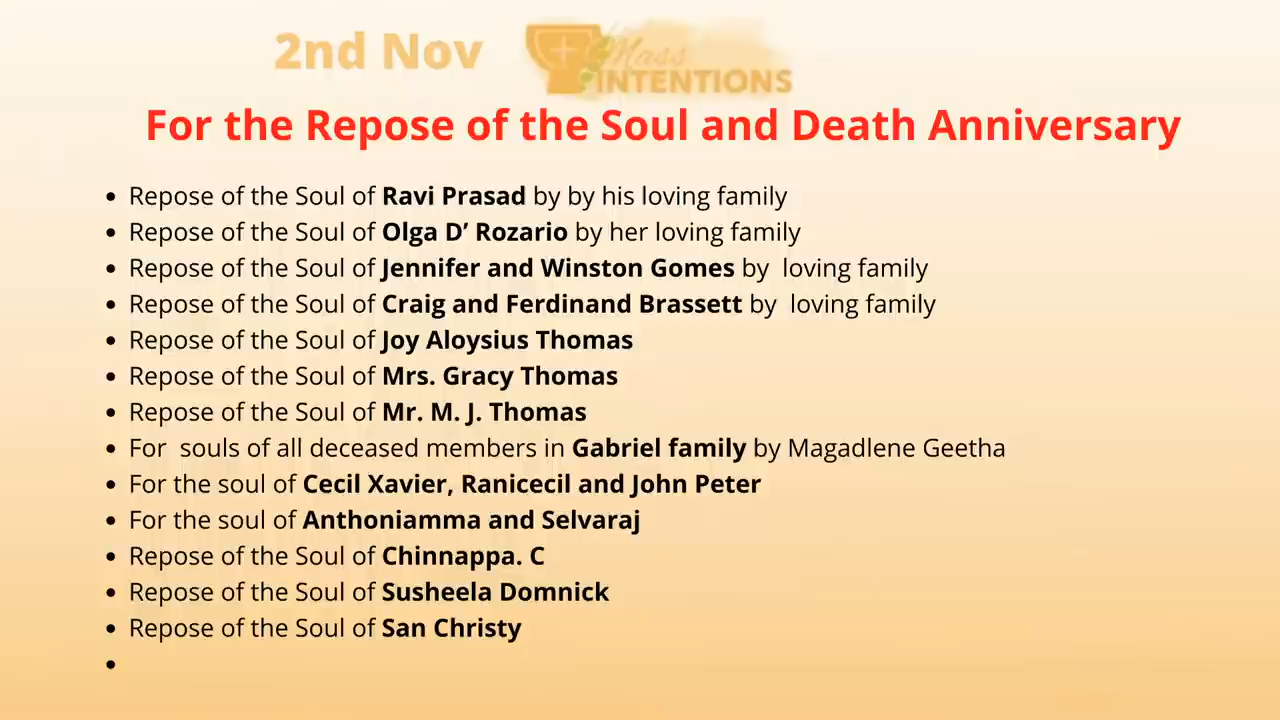 2nd Nov
Mass
INTENTIONS
For the Repose of the Soul and Death Anniversary
• Repose of the Soul of Ravi Prasad by by his loving family
• Repose of the Soul of Olga D’ Rozario by her loving family
• Repose of the Soul of Jennifer and Winston Gomes by  loving family
• Repose of the Soul of Craig and Ferdinand Brassett by  loving family
• Repose of the Soul of Joy Aloysius Thomas
• Repose of the Soul of Mrs. Gracy Thomas
• Repose of the Soul of Mr. M. J. Thomas
• For  souls of all deceased members in Gabriel family by Magadlene Geetha
• For the soul of Cecil Xavier, Ranicecil and John Peter
• For the soul of Anthoniamma and Selvaraj
• Repose of the Soul of Chinnappa. C
• Repose of the Soul of Susheela Domnick
• Repose of the Soul of San Christy
•